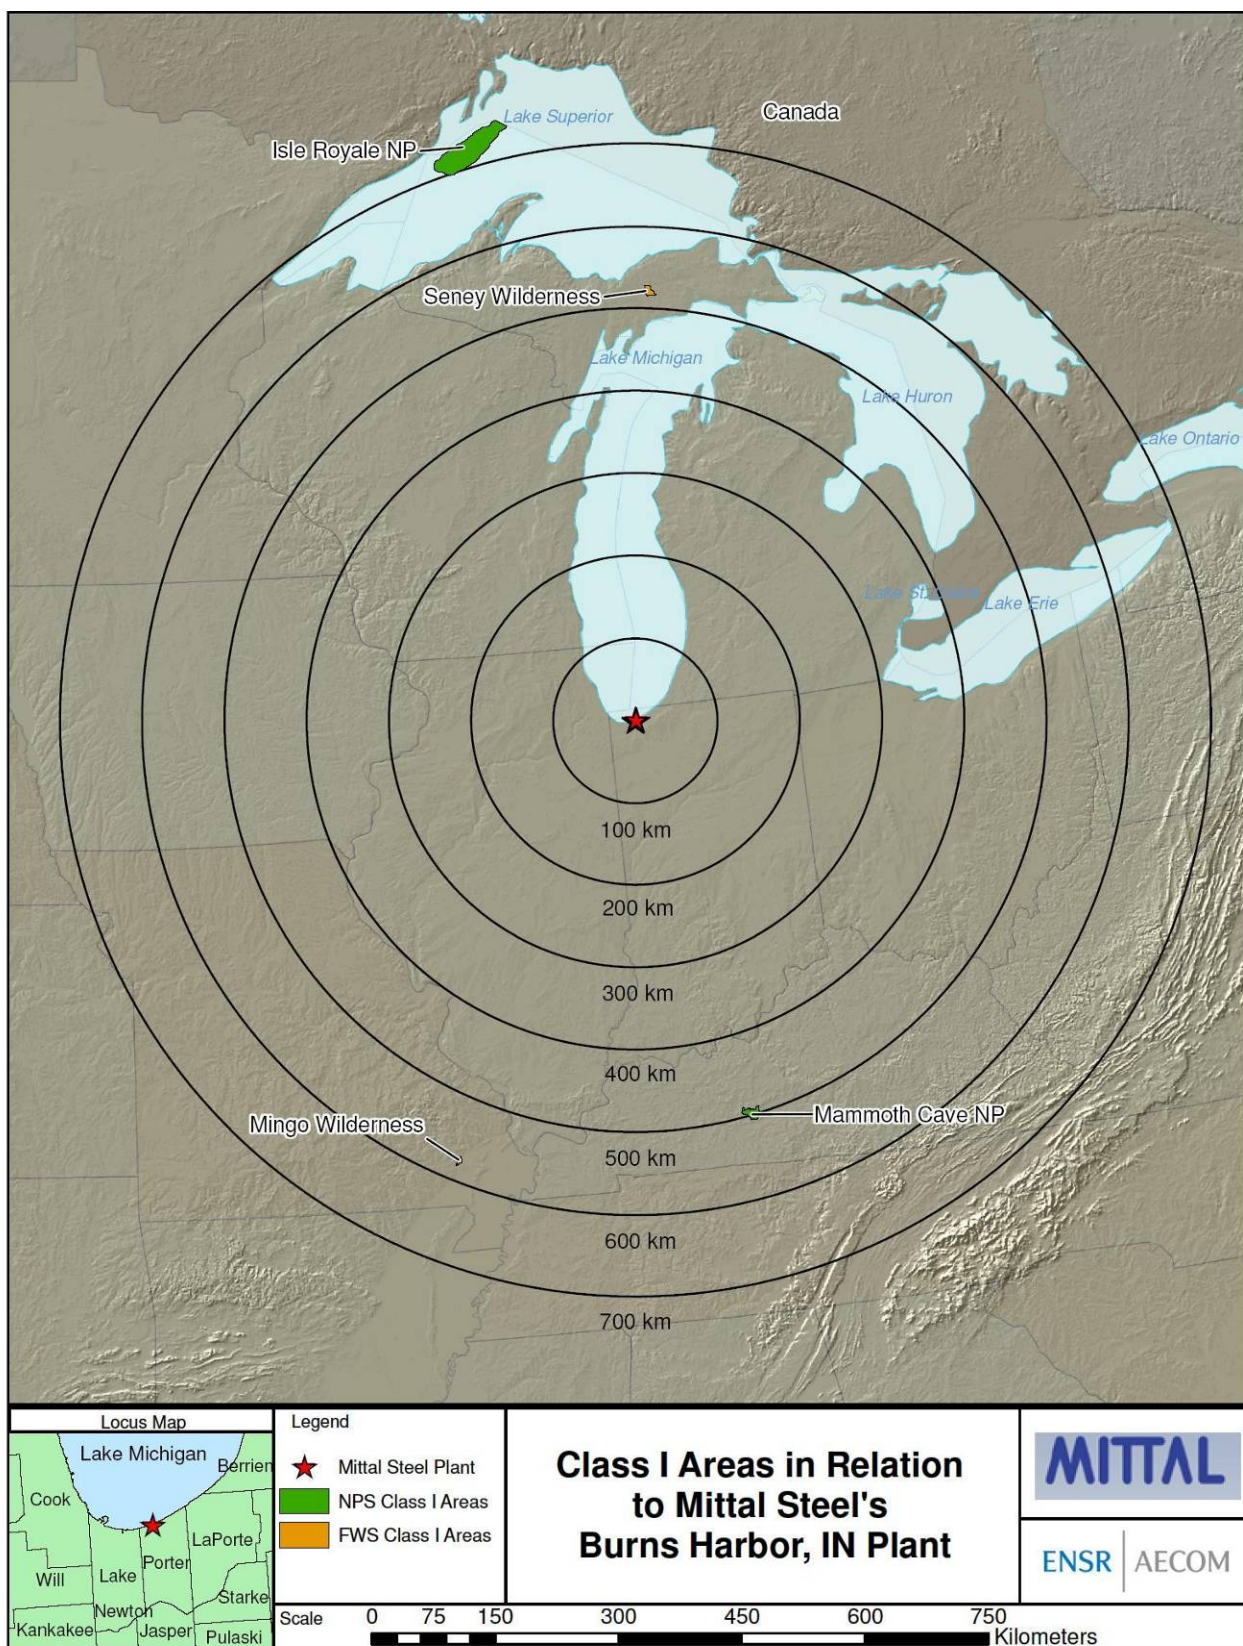 Canada
Lake Superior
Isle Royale NP
Seney Wilderness
Lake Michigan
Lake Huron
Lake Ontario
Lake St. Claire
Lake Erie
100 km
200 km
300 km
400 km
500 km
600 km
700 km
Mammoth Cave NP
Mingo Wilderness
Locus Map
Lake Michigan
Berrien
Cook
LaPorte
Porter
Lake
Will
Starke
Newton
Kankakee
Jasper
Pulaski
Legend
Mittal Steel Plant
NPS Class I Areas
FWS Class I Areas
Class I Areas in Relation
to Mittal Steel's
Burns Harbor, IN Plant
MITTAL
ENSR AECOM
Scale 0 75 150 300 450 600 750
Kilometers